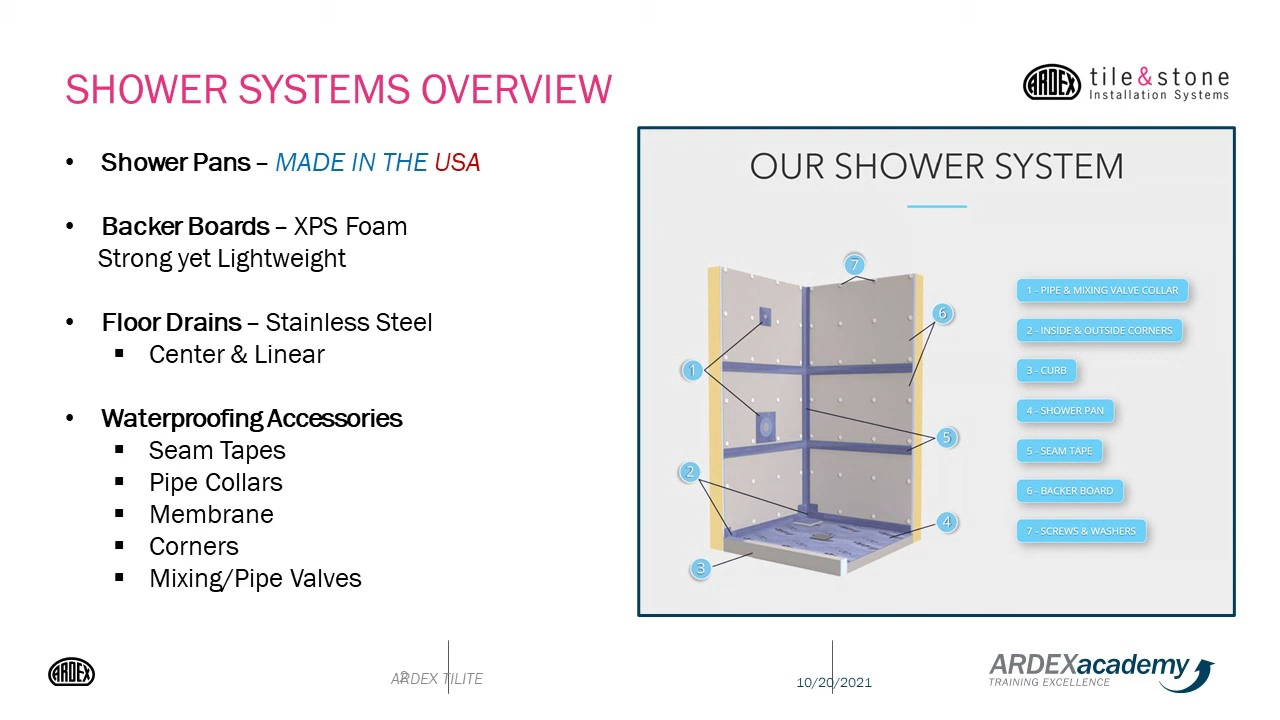 SHOWER SYSTEMS OVERVIEW
ARDEX
tile&stone
Installation Systems
• Shower Pans – MADE IN THE USA
• Backer Boards – XPS Foam
Strong yet Lightweight
• Floor Drains – Stainless Steel
▪ Center & Linear
• Waterproofing Accessories
▪ Seam Tapes
▪ Pipe Collars
▪ Membrane
▪ Corners
▪ Mixing/Pipe Valves
OUR SHOWER SYSTEM
7
6
1
5
2
4
3
1 - PIPE & MIXING VALVE COLLAR
2 - INSIDE & OUTSIDE CORNERS
3 - CURB
4 - SHOWER PAN
5 - SEAM TAPE
6 - BACKER BOARD
7 - SCREWS & WASHERS
ARDEX
2
ARDEX TILITE
10/20/2021
ARDEXacademy
TRAINING EXCELLENCE